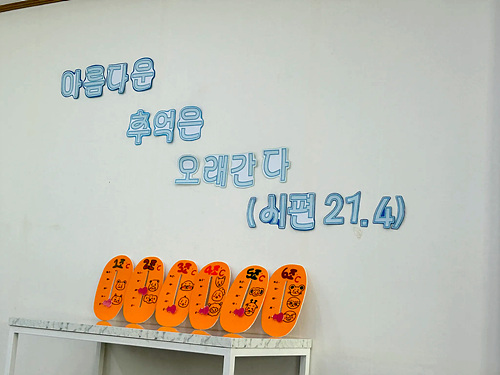 아름다운
추억은
오래간다
(시편 21.4)